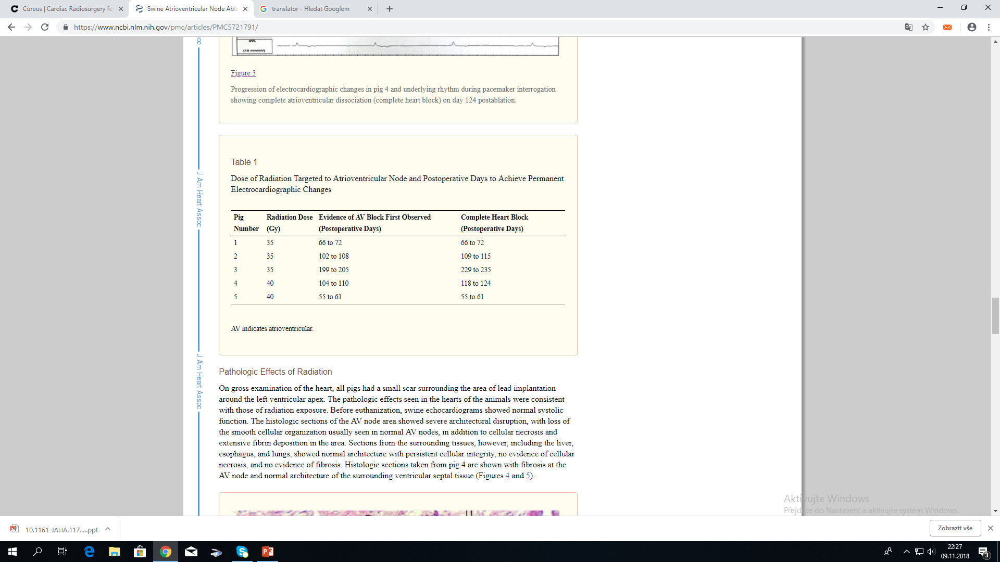 Cureus | Cardiac Radiosurgery fo
Swine Atrioventricular Node Abla
translator - Hledat Googlem
https://www.ncbi.nlm.nih.gov/pmc/articles/PMC5721791/
aVL
(10 mm/mV)
Figure 3
Progression of electrocardiographic changes in pig 4 and underlying rhythm during pacemaker interrogation
showing complete atrioventricular dissociation (complete heart block) on day 124 postablation.
J Am Heart Assoc
Table 1
Dose of Radiation Targeted to Atrioventricular Node and Postoperative Days to Achieve Permanent
Electrocardiographic Changes
Pig Radiation Dose Evidence of AV Block First Observed Complete Heart Block
Number (Gy) (Postoperative Days) (Postoperative Days)
1 35 66 to 72 66 to 72
2 35 102 to 108 109 to 115
3 35 199 to 205 229 to 235
4 40 104 to 110 118 to 124
5 40 55 to 61 55 to 61
AV indicates atrioventricular.
J Am Heart Assoc
Pathologic Effects of Radiation
On gross examination of the heart, all pigs had a small scar surrounding the area of lead implantation
around the left ventricular apex. The pathologic effects seen in the hearts of the animals were consistent
with those of radiation exposure. Before euthanization, swine echocardiograms showed normal systolic
function. The histologic sections of the AV node area showed severe architectural disruption, with loss of
the smooth cellular organization usually seen in normal AV nodes, in addition to cellular necrosis and
extensive fibrin deposition in the area. Sections from the surrounding tissues, however, including the liver,
esophagus, and lungs, showed normal architecture with persistent cellular integrity, no evidence of cellular
necrosis, and no evidence of fibrosis. Histologic sections taken from pig 4 are shown with fibrosis at the
AV node and normal architecture of the surrounding ventricular septal tissue (Figures 4 and 5).
Aktivujte Windows
Přejděte do Nastavení a aktivujte systém Windows.
10.1161-JAHA.117.....ppt
Zobrazit vše
22:27
09.11.2018
3